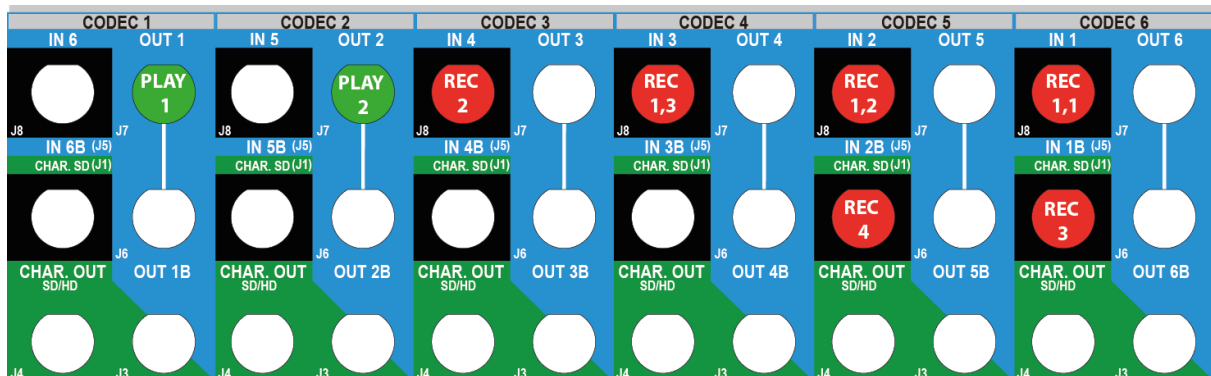 CODEC 1 CODEC 2 CODEC 3 CODEC 4 CODEC 5 CODEC 6
IN 6 OUT 1 IN 5 OUT 2 IN 4 OUT 3 IN 3 OUT 4 IN 2 OUT 5 IN 1 OUT 6
PLAY PLAY REC REC REC REC
1 2 2 1,3 1,2 1,1
J8 J7 J8 J7 J8 J7 J8 J7 J8 J7 J8 J7
IN 6B (J5) IN 5B (J5) IN 4B (J5) IN 3B (J5) IN 2B (J5) IN 1B (J5)
CHAR. SD (J1) CHAR. SD (J1) CHAR. SD (J1) CHAR. SD (J1) CHAR. SD (J1) CHAR. SD (J1)
REC REC
4 3
J6 J6 J6 J6 J6 J6
CHAR. OUT OUT 1B CHAR. OUT OUT 2B CHAR. OUT OUT 3B CHAR. OUT OUT 4B CHAR. OUT OUT 5B CHAR. OUT OUT 6B
SD/HD SD/HD SD/HD SD/HD SD/HD SD/HD
J4 J3 J4 J3 J4 J3 J4 J3 J4 J3 J4 J3